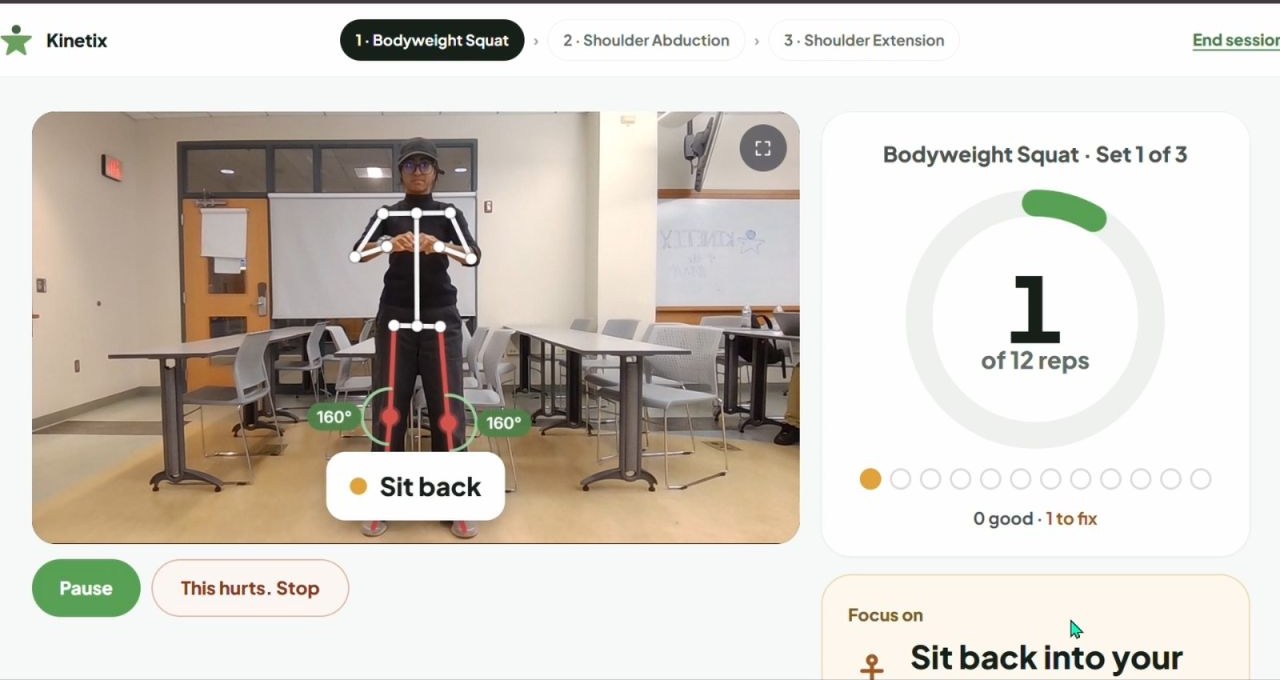 Kinetix
1 · Bodyweight Squat
2 · Shoulder Abduction
3 · Shoulder Extension
End session
KINETIX
160°
160°
Sit back
Pause
This hurts. Stop
Bodyweight Squat · Set 1 of 3
1
of 12 reps
0 good · 1 to fix
Focus on
Sit back into your